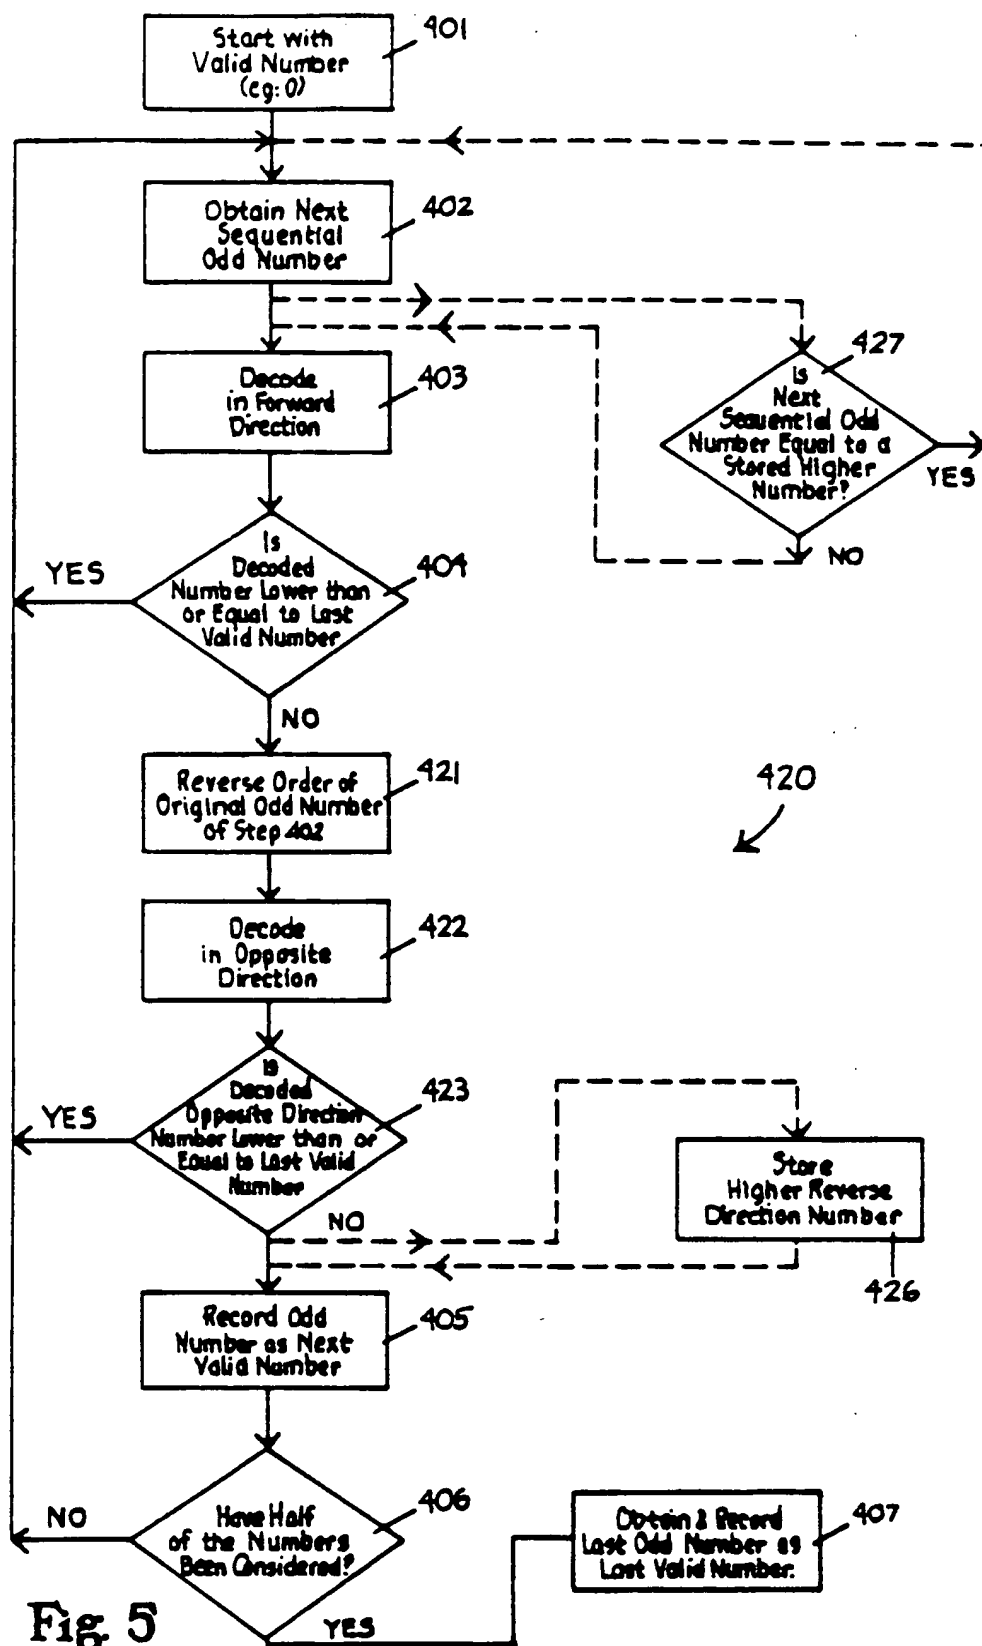 Start with
Valid Number
(eg: 0)
401
Obtain Next
Sequential
Odd Number
402
Decode
in Forward
Direction
403
Is
Next
Sequential Odd
Number Equal to a
Stored Higher
Number?
427
YES
NO
Is
Decoded
Number Lower than
or Equal to Last
Valid Number
404
YES
NO
Reverse Order of
Original Odd Number
of Step 402
421
420
Decode
in Opposite
Direction
422
Is
Decoded
Opposite Direction
Number Lower than or
Equal to Last Valid
Number
423
YES
NO
Store
Higher Reverse
Direction Number
426
Record Odd
Number as Next
Valid Number
405
Have Half
of the Numbers
Been Considered?
406
NO
YES
Obtain & Record
Last Odd Number as
Last Valid Number.
407
Fig. 5